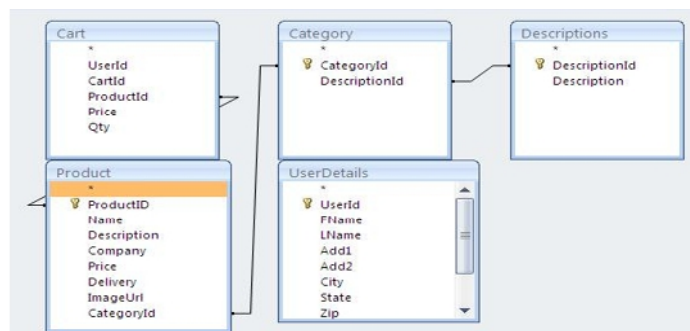 Cart
*
UserId
CartId
ProductId
Price
Qty
Category
*
CategoryId
DescriptionId
Descriptions
*
DescriptionId
Description
Product
*
ProductID
Name
Description
Company
Price
Delivery
ImageUrl
CategoryId
UserDetails
*
UserId
FName
LName
Add1
Add2
City
State
Zip